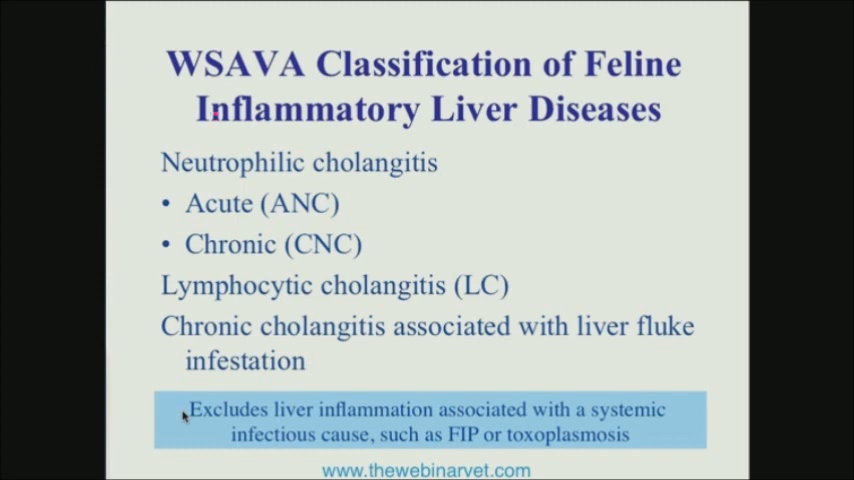 WSAVA Classification of Feline
Inflammatory Liver Diseases
Neutrophilic cholangitis
• Acute (ANC)
• Chronic (CNC)
Lymphocytic cholangitis (LC)
Chronic cholangitis associated with liver fluke
infestation
Excludes liver inflammation associated with a systemic
infectious cause, such as FIP or toxoplasmosis
www.thewebinarvet.com